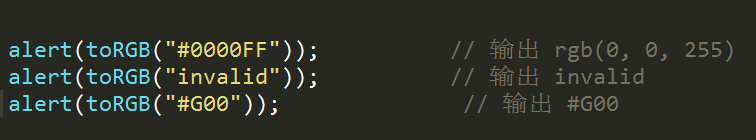 alert(toRGB("#0000FF"));          // 输出 rgb(0, 0, 255)
alert(toRGB("invalid"));          // 输出 invalid
alert(toRGB("#G00"));              // 输出 #G00